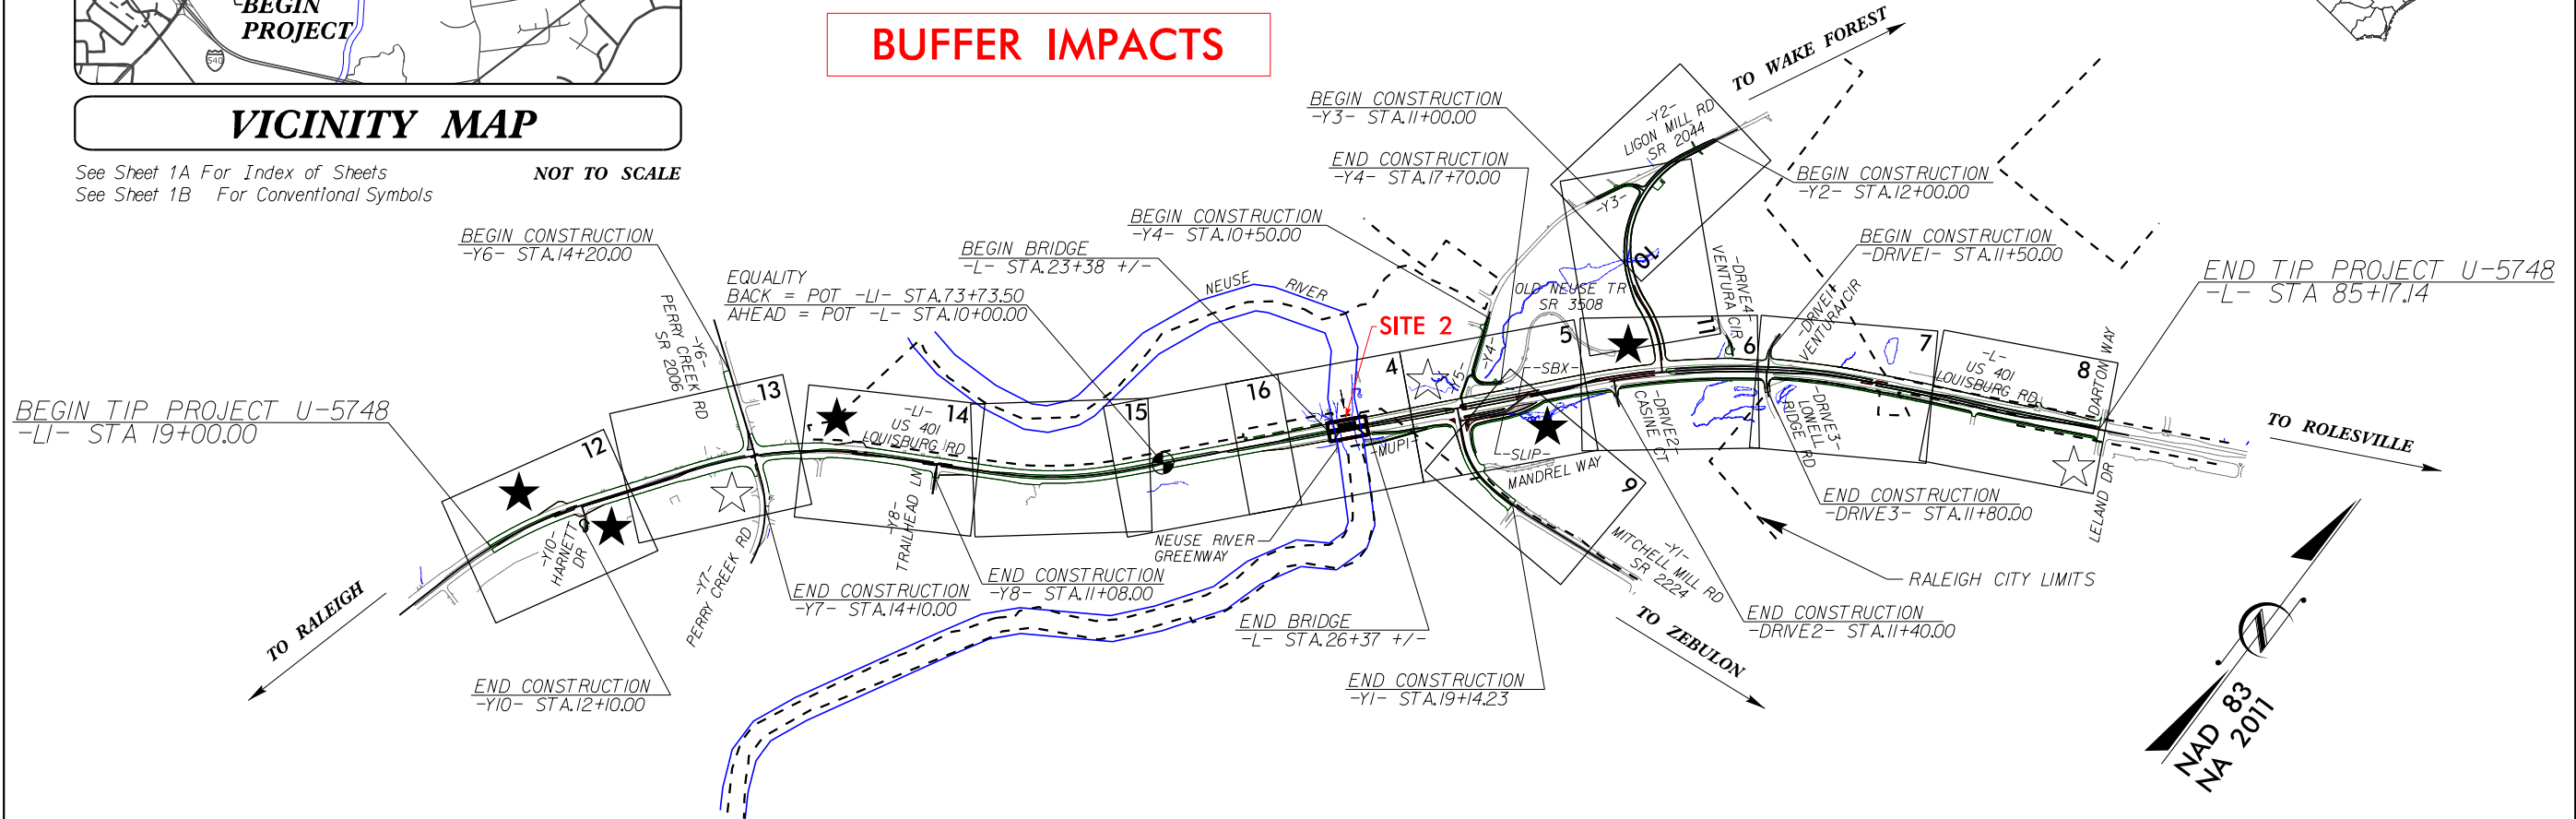 BEGIN
PROJECT
540
VICINITY MAP
See Sheet 1A For Index of Sheets
See Sheet 1B For Conventional Symbols
NOT TO SCALE
BUFFER IMPACTS
TO WAKE FOREST
BEGIN CONSTRUCTION
-Y3- STA.11+00.00
-Y2-
LIGON MILL RD
SR 2044
END CONSTRUCTION
-Y4- STA.17+70.00
BEGIN CONSTRUCTION
-Y2- STA.12+00.00
-Y3-
BEGIN CONSTRUCTION
-Y4- STA.10+50.00
BEGIN CONSTRUCTION
-Y6- STA.14+20.00
BEGIN BRIDGE
-L- STA.23+38 +/-
BEGIN CONSTRUCTION
-DRIVE1- STA.11+50.00
EQUALITY
BACK = POT -L1- STA.73+73.50
AHEAD = POT -L- STA.10+00.00
NEUSE RIVER
OLD NEUSE TR
SR 3508
10
-DRIVE4-
VENTURA CIR
-DRIVE1-
VENTURA CIR
END TIP PROJECT U-5748
-L- STA 85+17.14
-Y6-
PERRY CREEK RD
SR 2006
SITE 2
BEGIN TIP PROJECT U-5748
-L1- STA 19+00.00
12
13
14
15
16
4
5
11
6
7
8
9
-L1-
US 401
LOUISBURG RD
-Y4-
-SBX-
-L-
US 401
LOUISBURG RD
DARTON WAY
TO ROLESVILLE
-MUP1-
-SLIP-
MANDREL WAY
-DRIVE2-
CASINE CT
-DRIVE3-
LOWELL
RIDGE RD
LELAND DR
END CONSTRUCTION
-DRIVE3- STA.11+80.00
-Y10-
HARNETT
DR
-Y7-
PERRY CREEK RD
-Y8-
TRAILHEAD LN
NEUSE RIVER
GREENWAY
-Y1-
MITCHELL MILL RD
SR 2224
RALEIGH CITY LIMITS
END CONSTRUCTION
-Y7- STA.14+10.00
END CONSTRUCTION
-Y8- STA.11+08.00
END BRIDGE
-L- STA.26+37 +/-
END CONSTRUCTION
-DRIVE2- STA.11+40.00
TO RALEIGH
TO ZEBULON
END CONSTRUCTION
-Y10- STA.12+10.00
END CONSTRUCTION
-Y1- STA.19+14.23
NAD 83
NA 2011